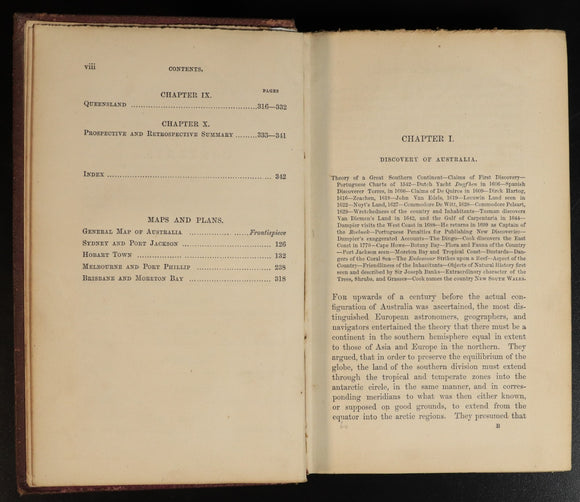 viii
CONTENTS.
PAGES
CHAPTER IX.
QUEENSLAND ........................................316—332
CHAPTER X.
PROSPECTIVE AND RETROSPECTIVE SUMMARY ........333—341
INDEX ..................................................... 342
MAPS AND PLANS.
GENERAL MAP OF AUSTRALIA ..................... Frontispiece
SYDNEY AND PORT JACKSON .............................. 126
HOBART TOWN .............................................. 132
MELBOURNE AND PORT PHILLIP ........................... 238
BRISBANE AND MORETON BAY ............................. 318
CHAPTER I.
DISCOVERY OF AUSTRALIA.
Theory of a Great Southern Continent—Claims of First Discovery—
Portuguese Charts of 1542—Dutch Yacht Duyfhen in 1606—Spanish
Discoverer Torres, in 1606—Claims of De Quiros in 1609—Dirck Hartog,
1616—Zeachen, 1618—John Van Edels, 1619—Leeuwin Land seen in
1622—Nuyt's Land, 1627—Commodore De Witt, 1628—Commodore Pelsart,
1629—Wretchedness of the country and Inhabitants—Tasman discovers
Van Diemen's Land in 1642, and the Gulf of Carpentaria in 1644—
Dampier visits the West Coast in 1688—He returns in 1699 as Captain of
the Roebuck—Portuguese Penalties for Publishing New Discoveries—
Dampier's exaggerated Accounts—The Dingo—Cook discovers the East
Coast in 1770—Cape Howe—Botany Bay—Flora and Fauna of the Country
—Port Jackson seen—Moreton Bay and Tropical Coast—Bustards—Dan-
gers of the Coral Sea—The Endeavour Strikes upon a Reef—Aspect of the
Country—Friendliness of the Inhabitants—Objects of Natural History first
seen and described by Sir Joseph Banks—Extraordinary character of the
Trees, Shrubs, and Grasses—Cook names the country NEW SOUTH WALES.
FOR upwards of a century before the actual con-
figuration of Australia was ascertained, the most dis-
tinguished European astronomers, geographers, and
navigators entertained the theory that there must be a
continent in the southern hemisphere equal in extent
to those of Asia and Europe in the northern. They
argued, that in order to preserve the equilibrium of the
globe, the land of the southern division must extend
through the tropical and temperate zones into the
antarctic circle, in the same manner, and in corres-
ponding meridians to what was then either known,
or supposed on good grounds, to extend from the
equator into the arctic regions. They presumed that
B